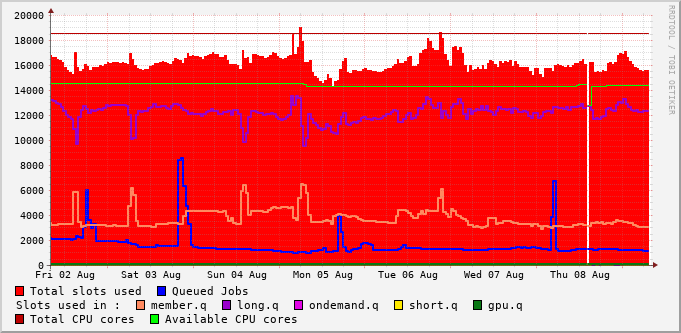 20000
18000
16000
14000
12000
10000
8000
6000
4000
2000
0
Fri 02 Aug Sat 03 Aug Sun 04 Aug Mon 05 Aug Tue 06 Aug Wed 07 Aug Thu 08 Aug
Total slots used Queued Jobs
Slots used in : member.q long.q ondemand.q short.q gpu.q
Total CPU cores Available CPU cores
RRDTOOL / TOBI OETIKER